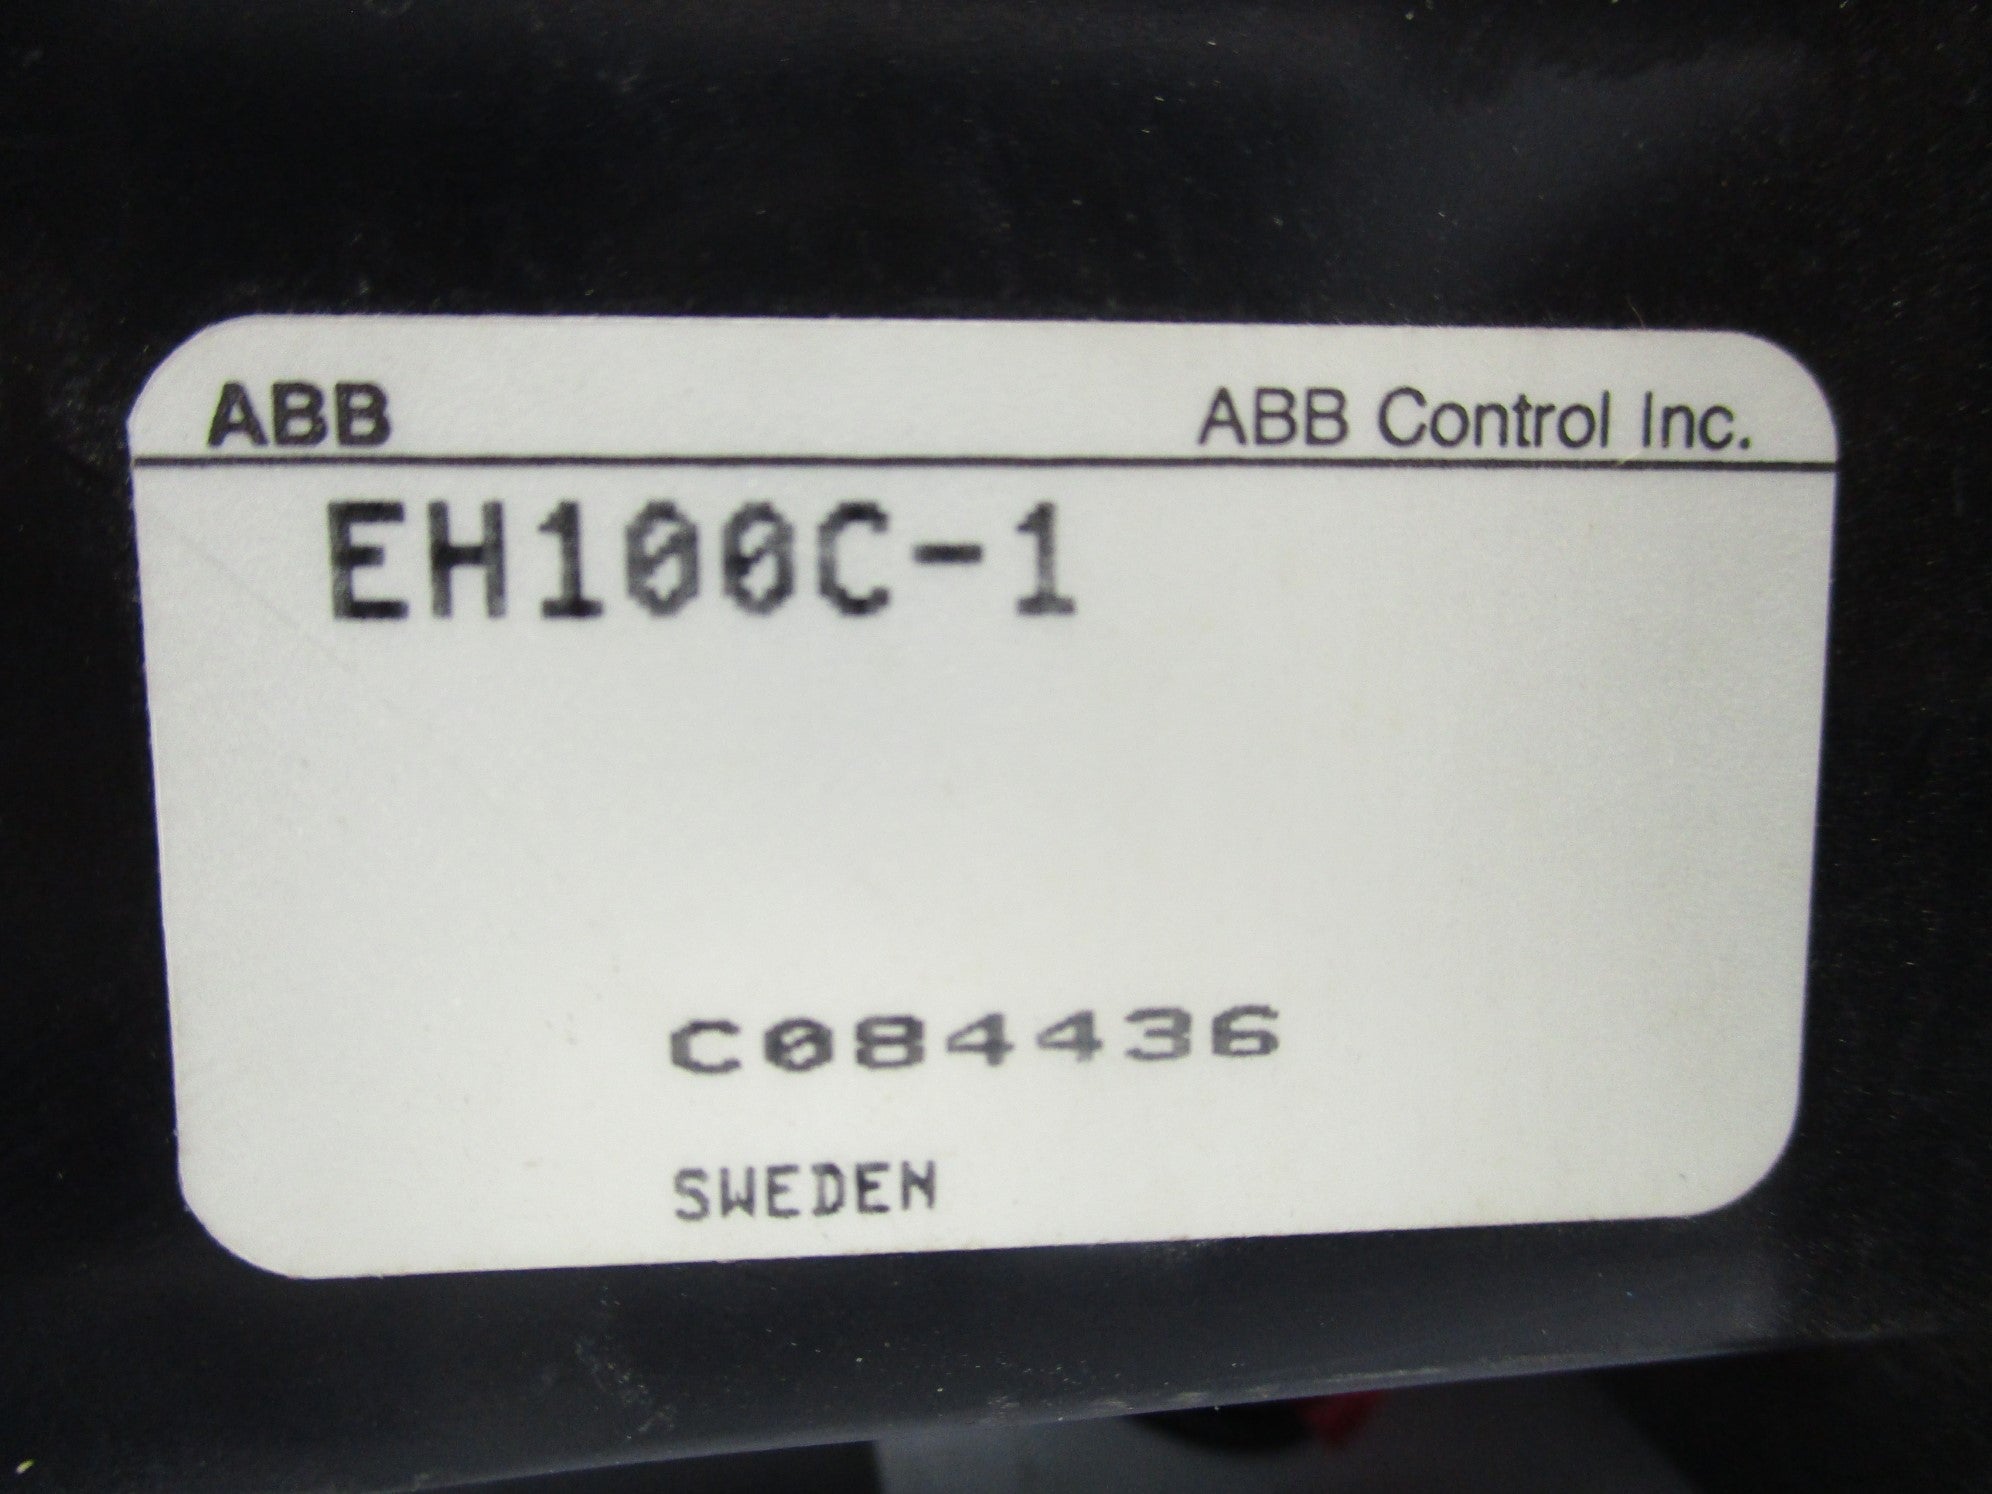 ABB ABB Control Inc.
EH100C-1
C084436
SWEDEN